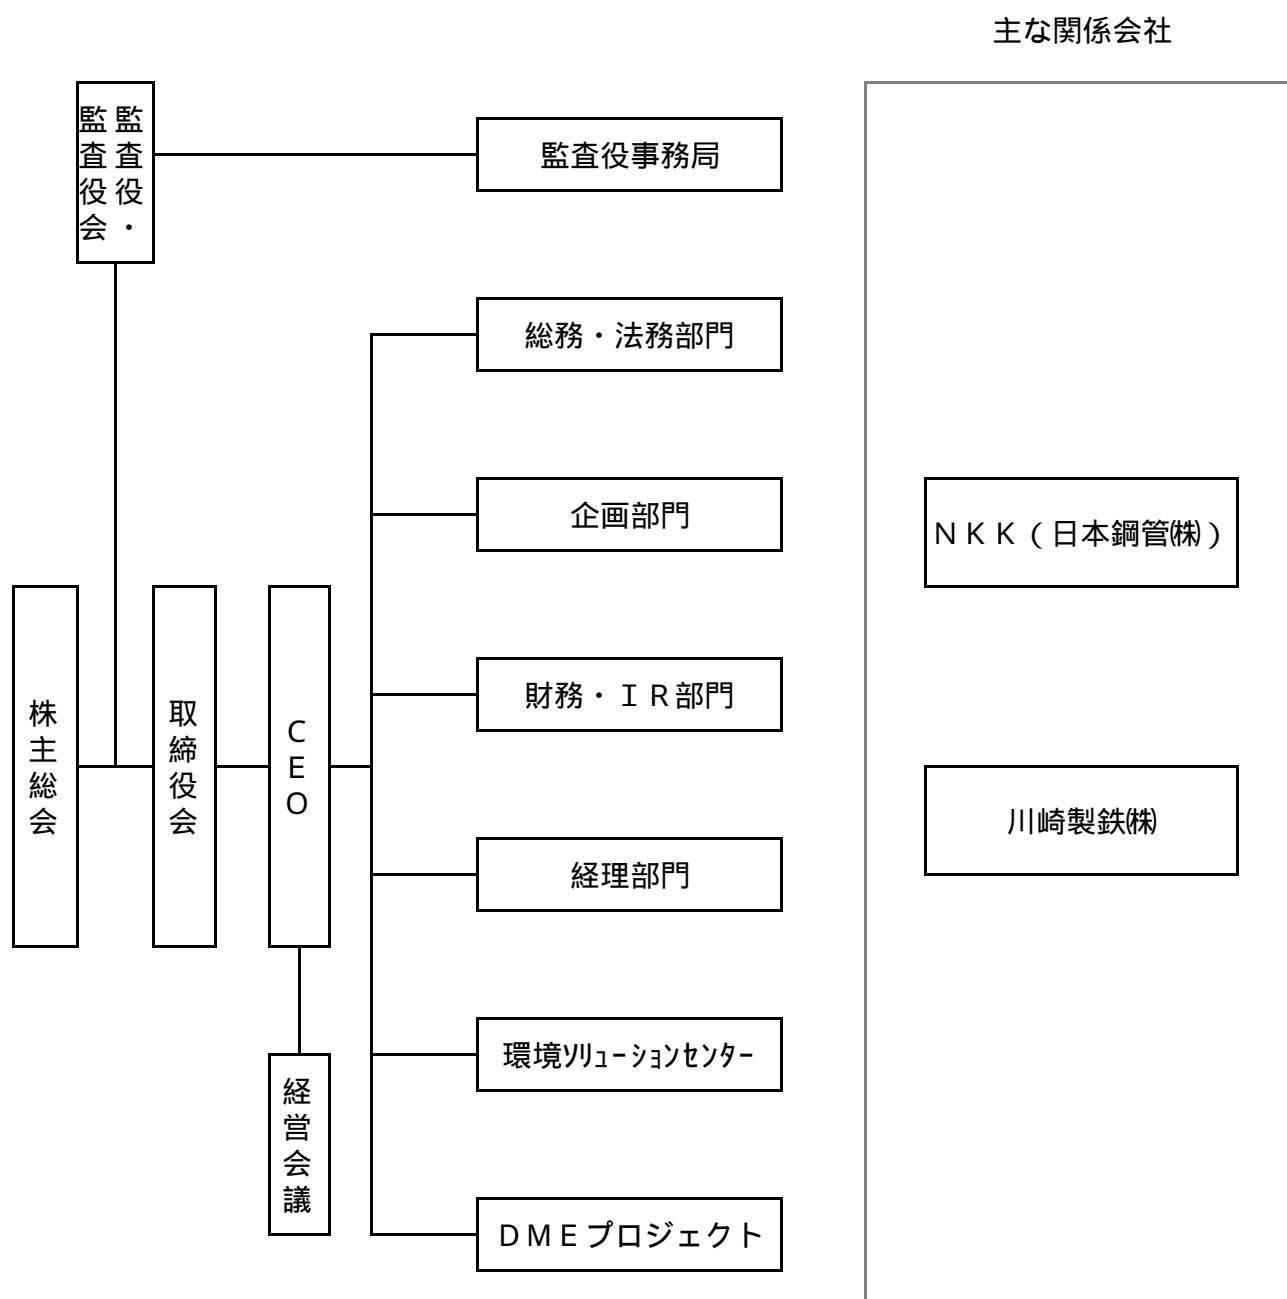 主な関係会社
監査役・
監査役会
監査役事務局
総務・法務部門
企画部門
NKK（日本鋼管㈱）
株主総会
取締役会
CEO
財務・IR部門
川崎製鉄㈱
経理部門
環境ｿﾘｭｰｼｮﾝｾﾝﾀｰ
経営会議
DMEプロジェクト